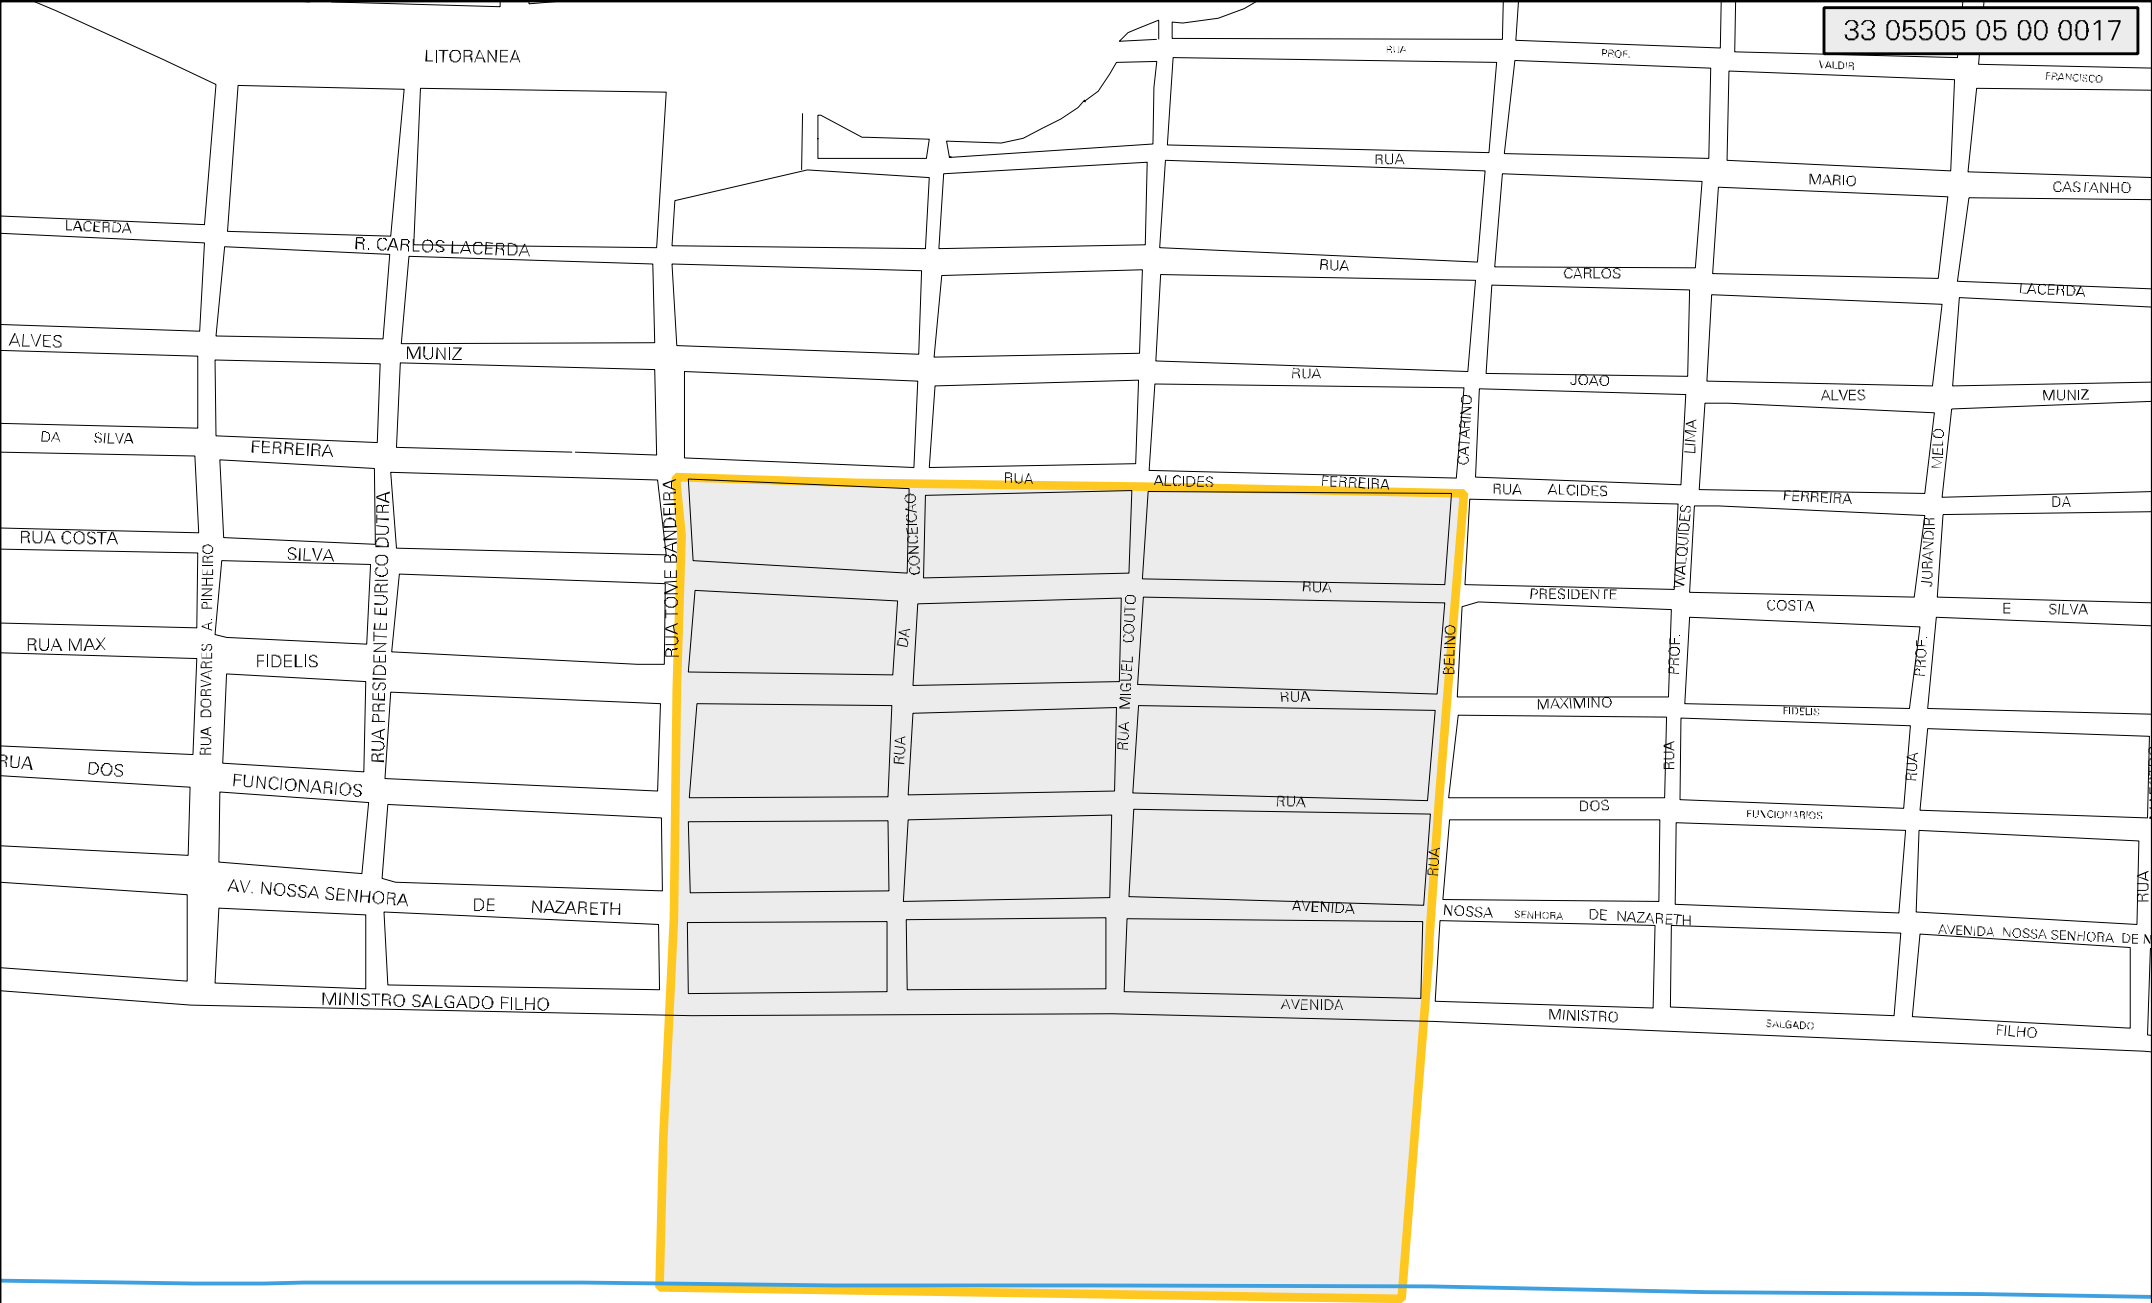 33 05505 05 00 0017
LITORANEA
RUA PROF. VALDIR FRANCISCO
RUA MARIO CASTANHO
LACERDA
R. CARLOS LACERDA
RUA CARLOS LACERDA
ALVES MUNIZ
RUA JOAO ALVES MUNIZ
DA SILVA
FERREIRA
RUA ALCIDES FERREIRA
RUA ALCIDES FERREIRA DA
RUA COSTA SILVA
RUA PRESIDENTE COSTA E SILVA
RUA MAX FIDELIS
RUA MAXIMINO FIDELIS
RUA DOS FUNCIONARIOS
RUA DOS FUNCIONARIOS
AV. NOSSA SENHORA DE NAZARETH
AVENIDA NOSSA SENHORA DE NAZARETH
AVENIDA NOSSA SENHORA DE N
MINISTRO SALGADO FILHO
AVENIDA MINISTRO SALGADO FILHO
RUA DORVARES A. PINHEIRO
RUA PRESIDENTE EURICO DUTRA
RUA TOME BANDEIRA
RUA DA CONCEICAO
RUA MIGUEL COUTO
RUA BELINO CATARINO
RUA PROF. WALQUIDES LIMA
RUA PROF. JURANDIR MELO
RUA